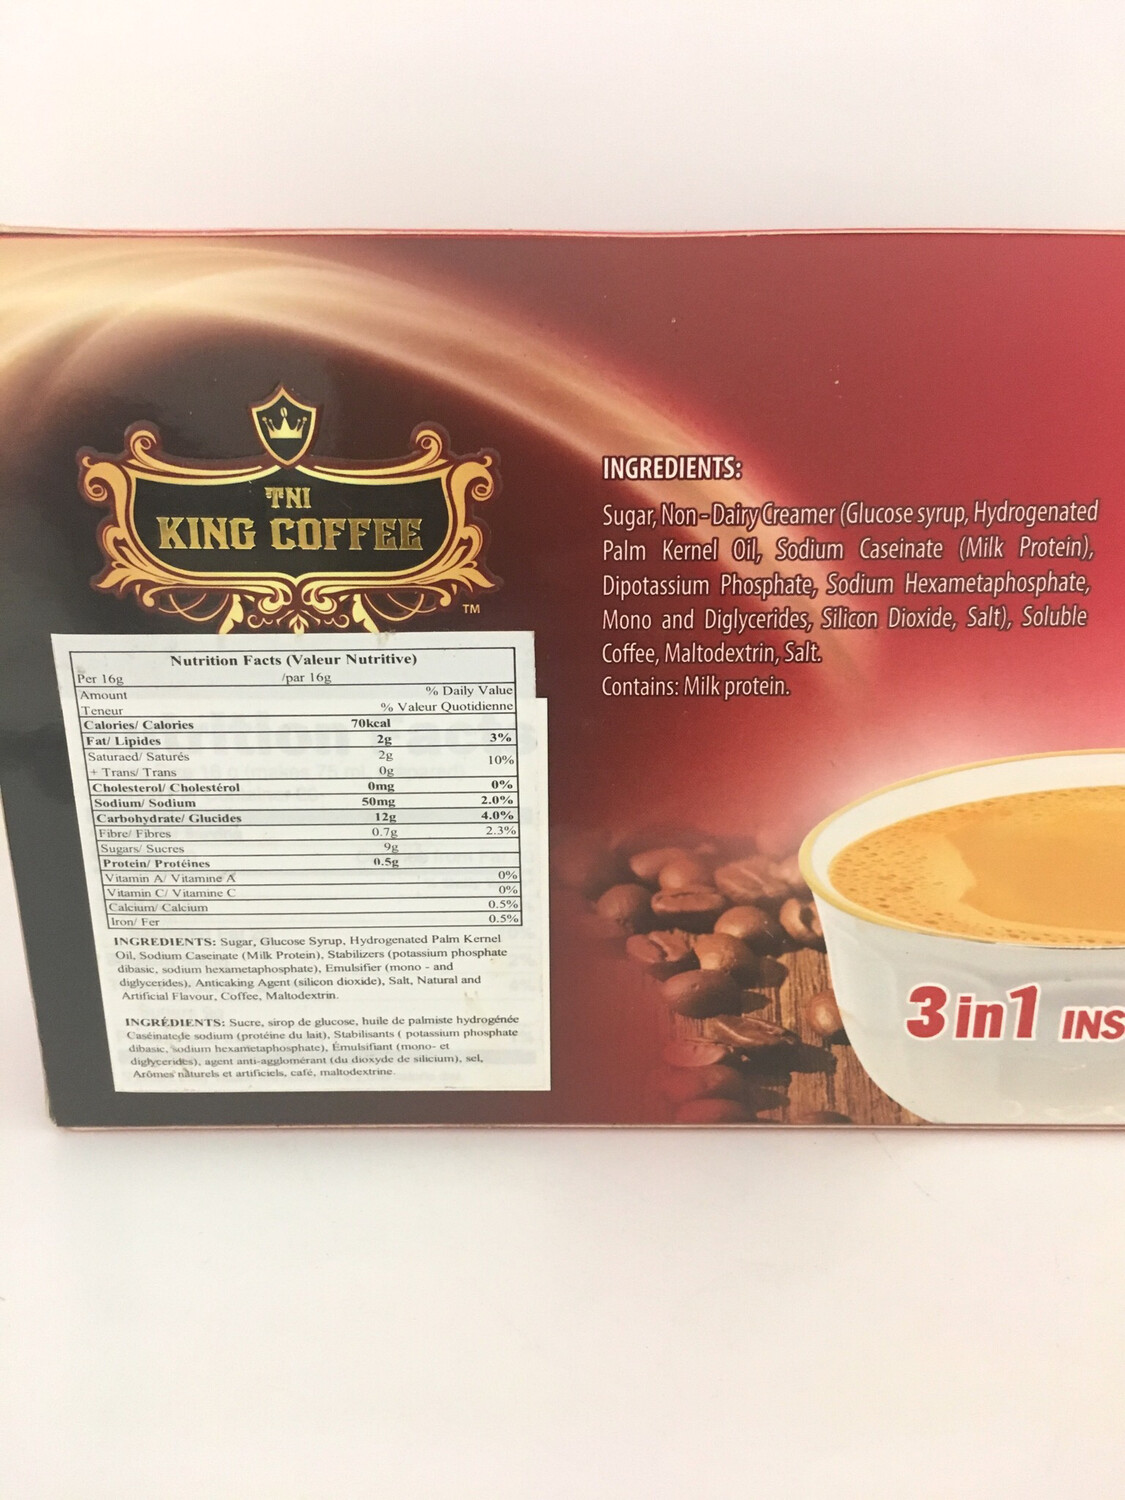 TNI
KING COFFEE
TM
Nutrition Facts (Valeur Nutritive)
Per 16g /par 16g
Amount % Daily Value
Teneur % Valeur Quotidienne
Calories/ Calories 70kcal
Fat/ Lipides 2g 3%
Saturaed/ Saturés 2g 10%
+ Trans/ Trans 0g
Cholesterol/ Cholestérol 0mg 0%
Sodium/ Sodium 50mg 2.0%
Carbohydrate/ Glucides 12g 4.0%
Fibre/ Fibres 0.7g 2.3%
Sugars/ Sucres 9g
Protein/ Protéines 0.5g
Vitamin A/ Vitamine A 0%
Vitamin C/ Vitamine C 0%
Calcium/ Calcium 0.5%
Iron/ Fer 0.5%
INGREDIENTS: Sugar, Glucose Syrup, Hydrogenated Palm Kernel
Oil, Sodium Caseinate (Milk Protein), Stabilizers (potassium phosphate
dibasic, sodium hexametaphosphate), Emulsifier (mono - and
diglycerides), Anticaking Agent (silicon dioxide), Salt, Natural and
Artificial Flavour, Coffee, Maltodextrin.
INGRÉDIENTS: Sucre, sirop de glucose, huile de palmiste hydrogénée
Caséinatede sodium (protéine du lait), Stabilisants ( potassium phosphate
dibasic, sodium hexametaphosphate), Émulsifiant (mono- et
diglycerides), agent anti-agglomérant (du dioxyde de silicium), sel,
Arômes naturels et artificiels, café, maltodextrine.
INGREDIENTS:
Sugar, Non-Dairy Creamer (Glucose syrup, Hydrogenated
Palm Kernel Oil, Sodium Caseinate (Milk Protein),
Dipotassium Phosphate, Sodium Hexametaphosphate,
Mono and Diglycerides, Silicon Dioxide, Salt), Soluble
Coffee, Maltodextrin, Salt.
Contains: Milk protein.
3in1 INS